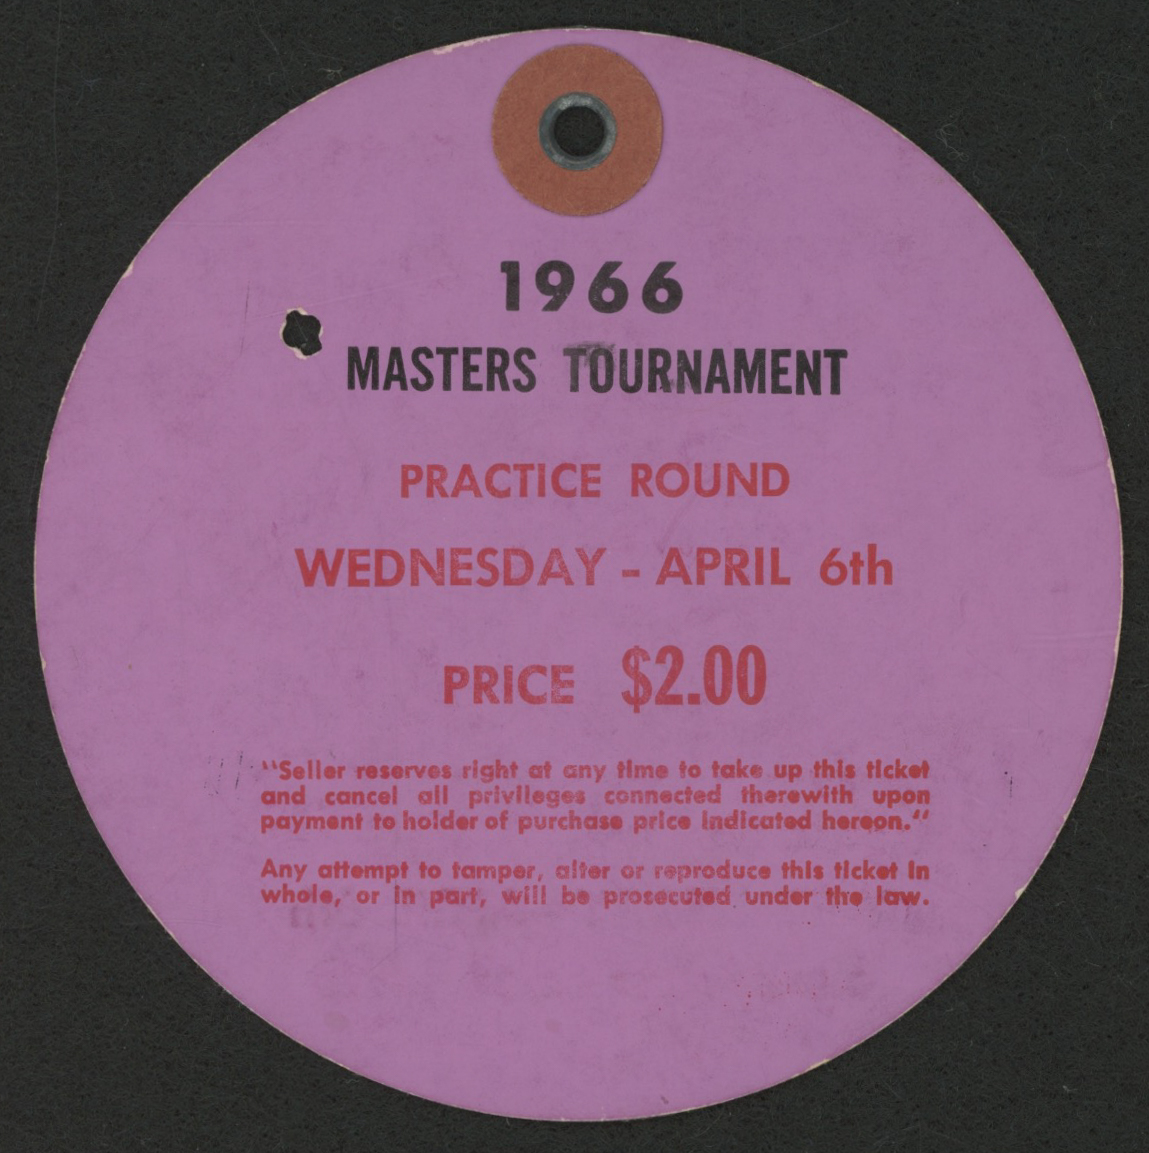 1966
MASTERS TOURNAMENT
PRACTICE ROUND
WEDNESDAY - APRIL 6th
PRICE $2.00
"Seller reserves right at any time to take up this ticket
and cancel all privileges connected therewith upon
payment to holder of purchase price indicated hereon."
Any attempt to tamper, alter or reproduce this ticket in
whole, or in part, will be prosecuted under the law.